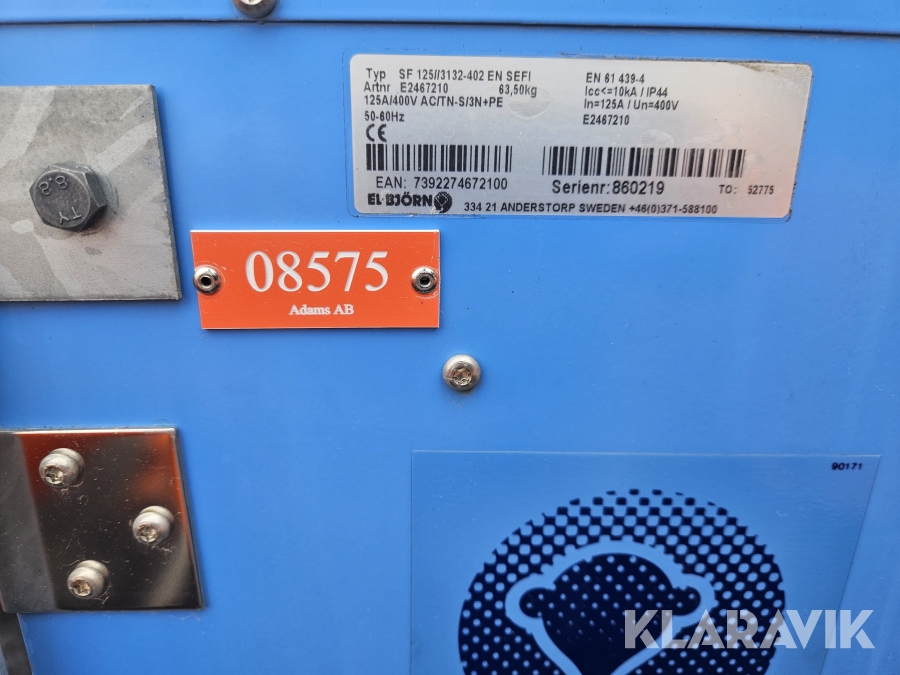 Typ SF 125//3132-402 EN SEFI
Artnr E2467210 63,50kg
125A/400V AC/TN-S/3N+PE
50-60Hz
CE
EN 61 439-4
Icc<=10kA / IP44
In=125A / Un=400V
E2467210
EAN: 7392274672100
Serienr: 860219 TO: 52775
EL·BJÖRN 334 21 ANDERSTORP SWEDEN +46(0)371-588100
8.8
TY
08575
Adams AB
90171
KLARAVIK